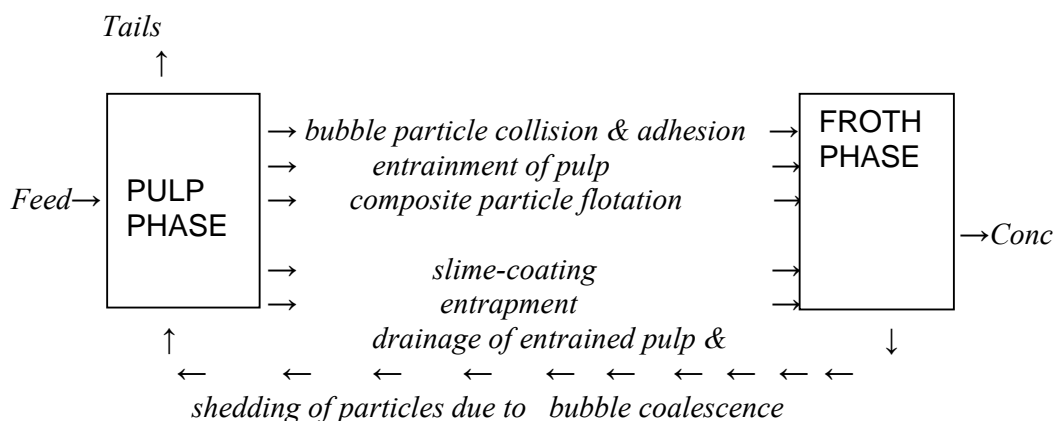 Tails
↑
→ bubble particle collision & adhesion →
FROTH
PHASE
→ entrainment of pulp →
Feed→
PULP
PHASE
→ composite particle flotation →
→Conc
→ slime-coating →
→ entrapment →
↑ drainage of entrained pulp & ↓
← ← ← ← ← ← ← ← ← ←
shedding of particles due to bubble coalescence